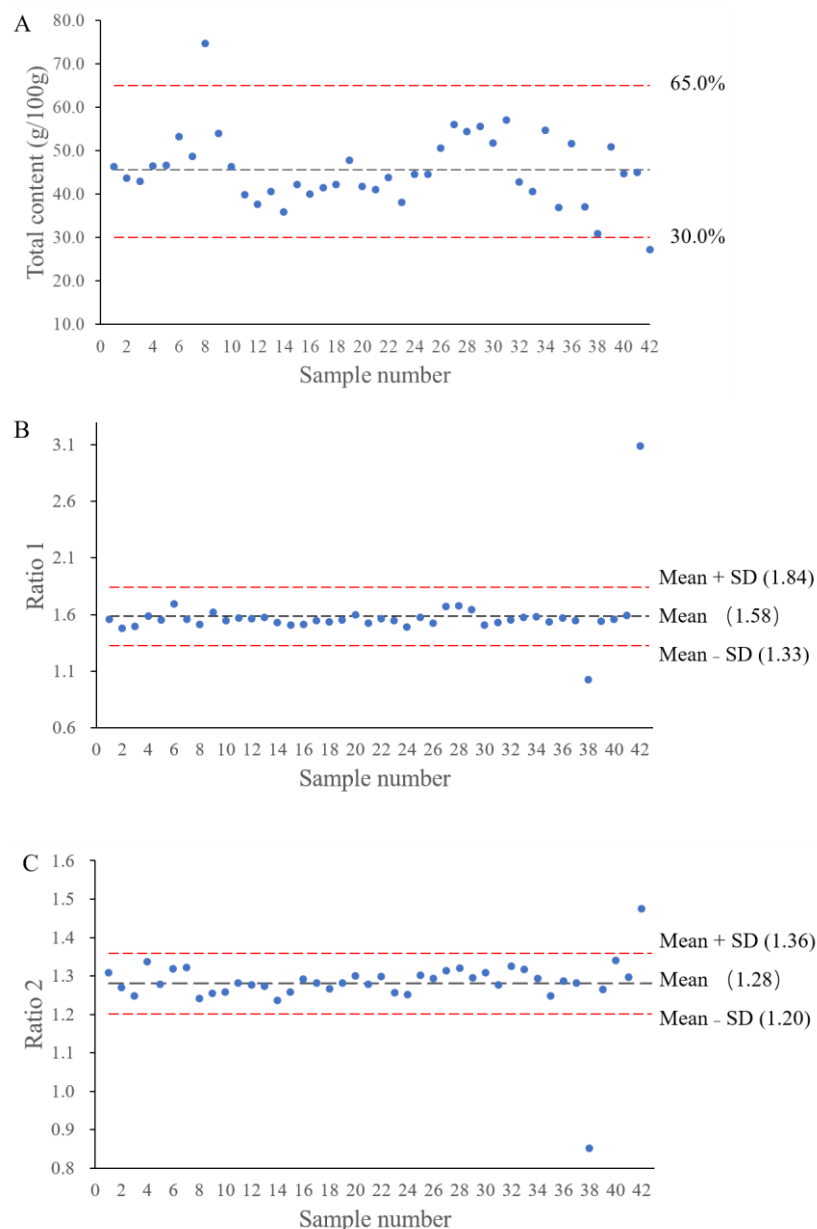 A
Total content (g/100g)
80.0
70.0
60.0
50.0
40.0
30.0
20.0
10.0
65.0%
30.0%
0 2 4 6 8 10 12 14 16 18 20 22 24 26 28 30 32 34 36 38 40 42
Sample number
B
Ratio 1
3.1
2.6
2.1
1.6
1.1
0.6
Mean + SD (1.84)
Mean （1.58）
Mean - SD (1.33)
0 2 4 6 8 10 12 14 16 18 20 22 24 26 28 30 32 34 36 38 40 42
Sample number
C
Ratio 2
1.6
1.5
1.4
1.3
1.2
1.1
1.0
0.9
0.8
Mean + SD (1.36)
Mean （1.28）
Mean - SD (1.20)
0 2 4 6 8 10 12 14 16 18 20 22 24 26 28 30 32 34 36 38 40 42
Sample number